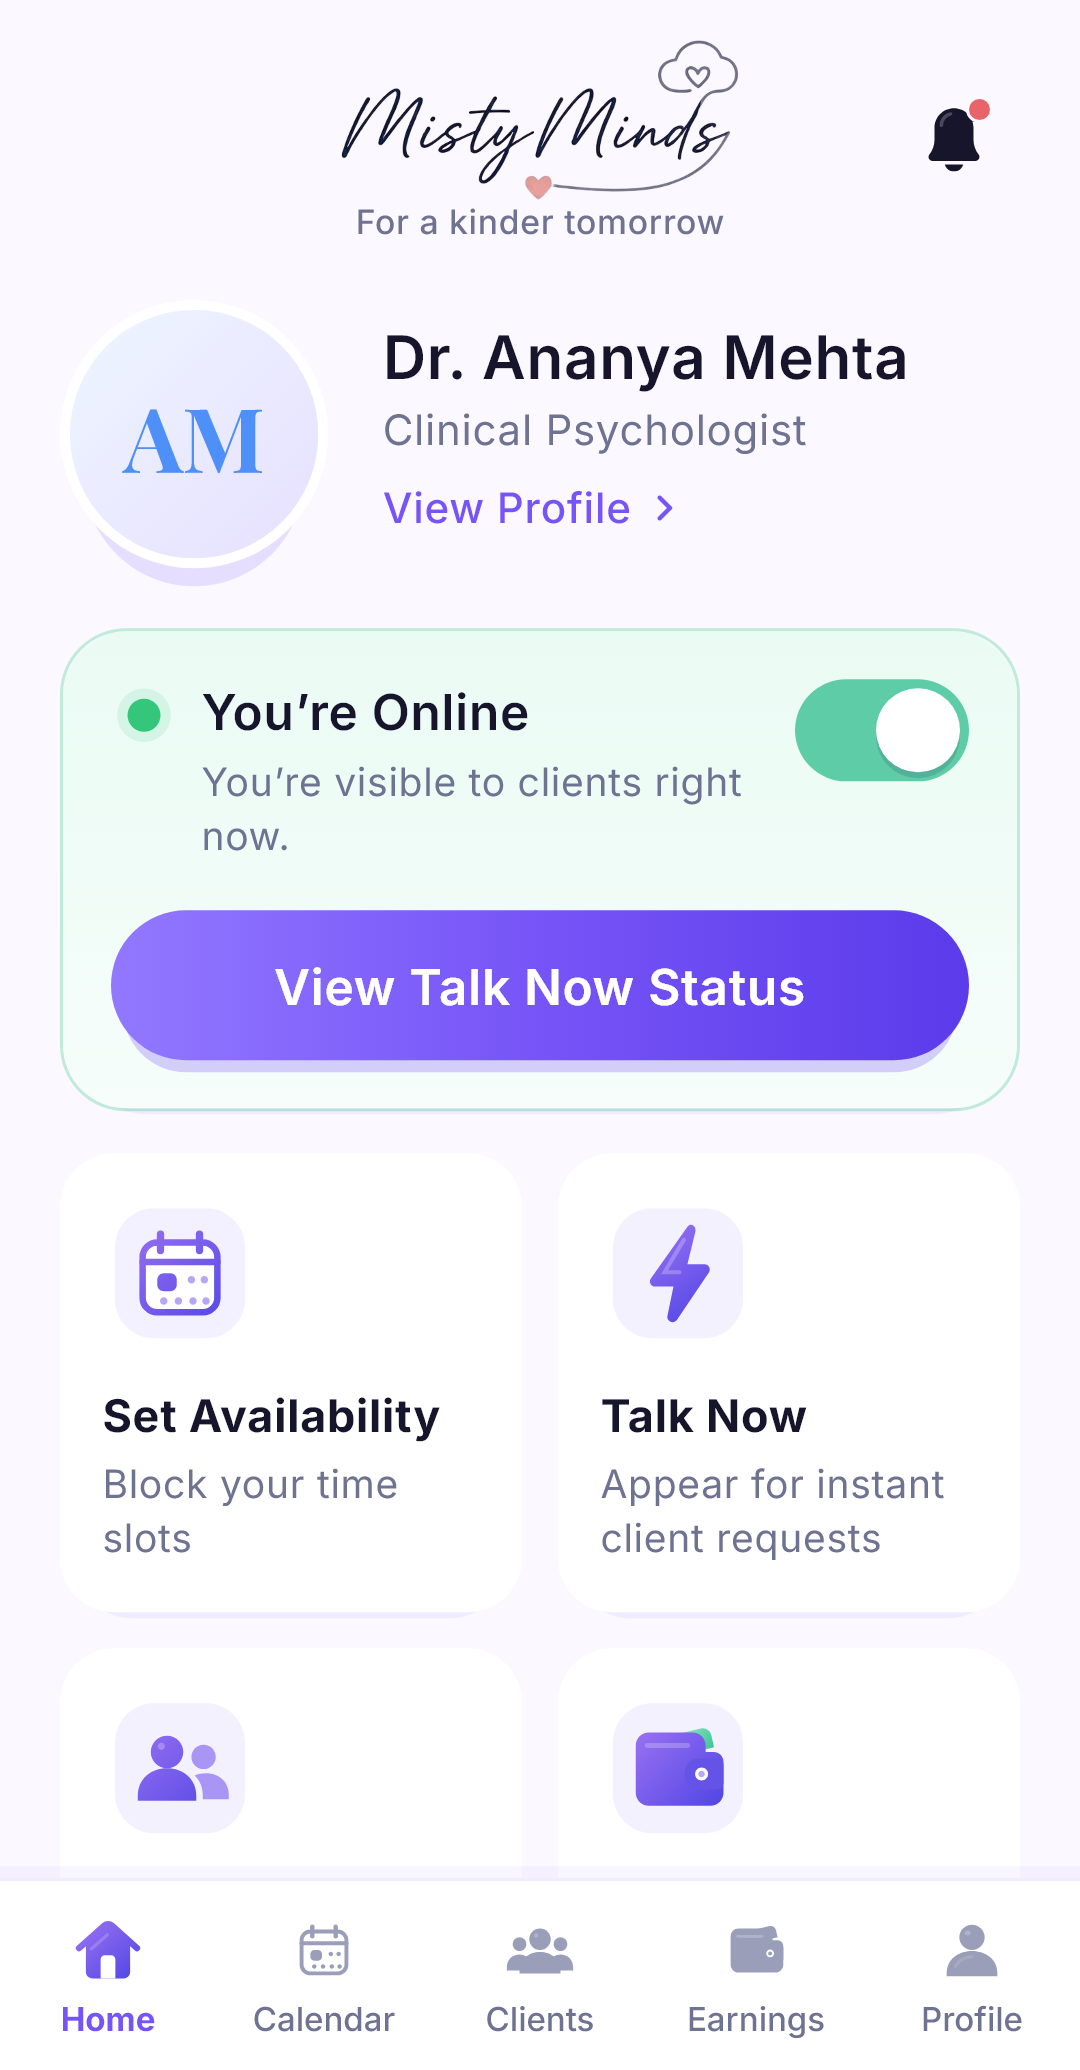 Misty Minds
For a kinder tomorrow
AM
Dr. Ananya Mehta
Clinical Psychologist
View Profile
You’re Online
You’re visible to clients right
now.
View Talk Now Status
Set Availability
Block your time
slots
Talk Now
Appear for instant
client requests
Home
Calendar
Clients
Earnings
Profile